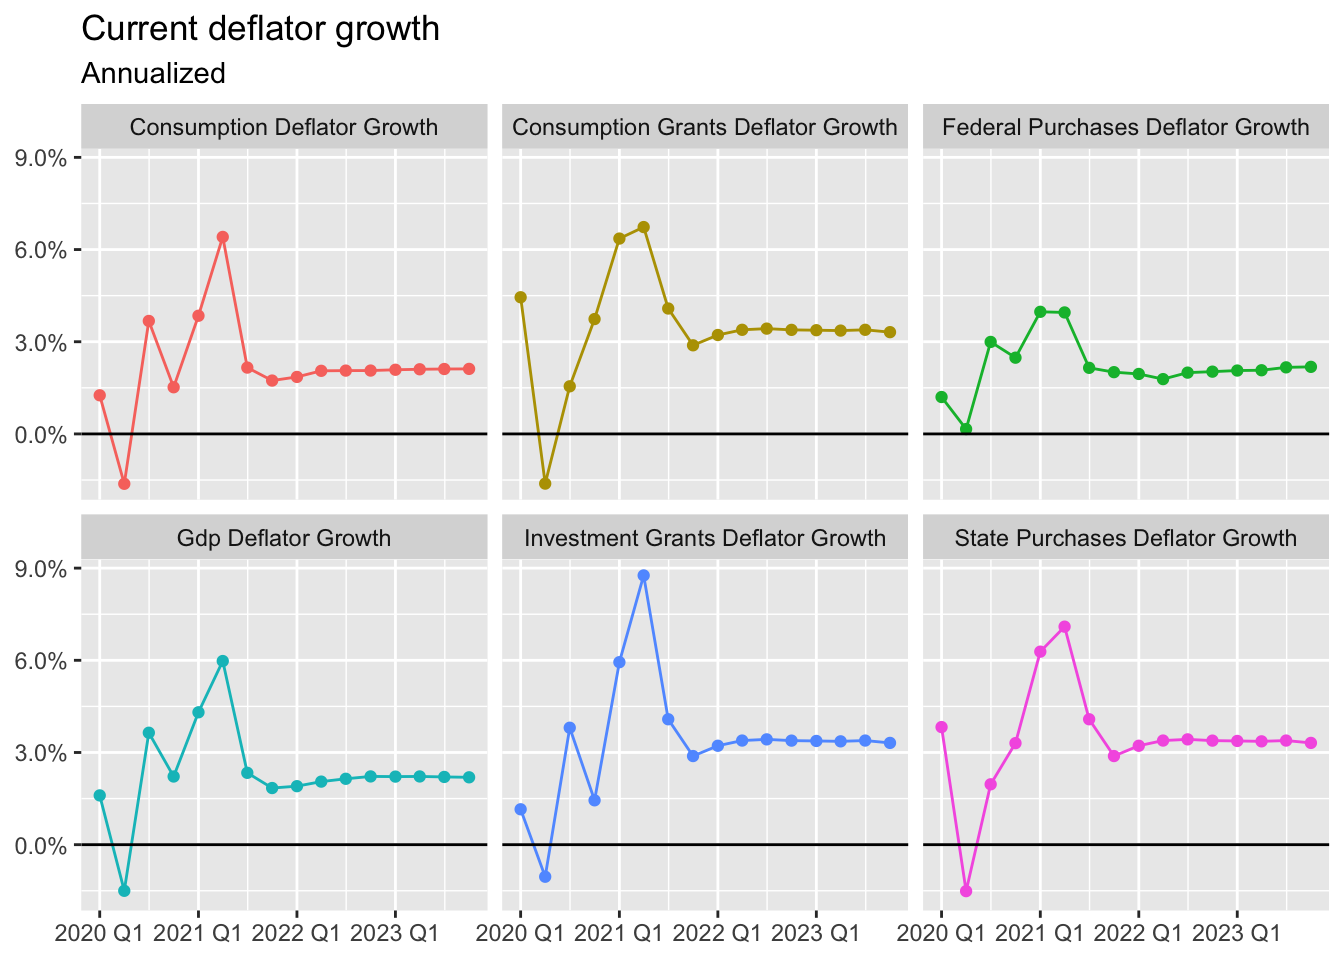 Current deflator growth
Annualized
Consumption Deflator Growth
Consumption Grants Deflator Growth
Federal Purchases Deflator Growth
9.0%
6.0%
3.0%
0.0%
Gdp Deflator Growth
Investment Grants Deflator Growth
State Purchases Deflator Growth
9.0%
6.0%
3.0%
0.0%
2020 Q1 2021 Q1 2022 Q1 2023 Q1
2020 Q1 2021 Q1 2022 Q1 2023 Q1
2020 Q1 2021 Q1 2022 Q1 2023 Q1